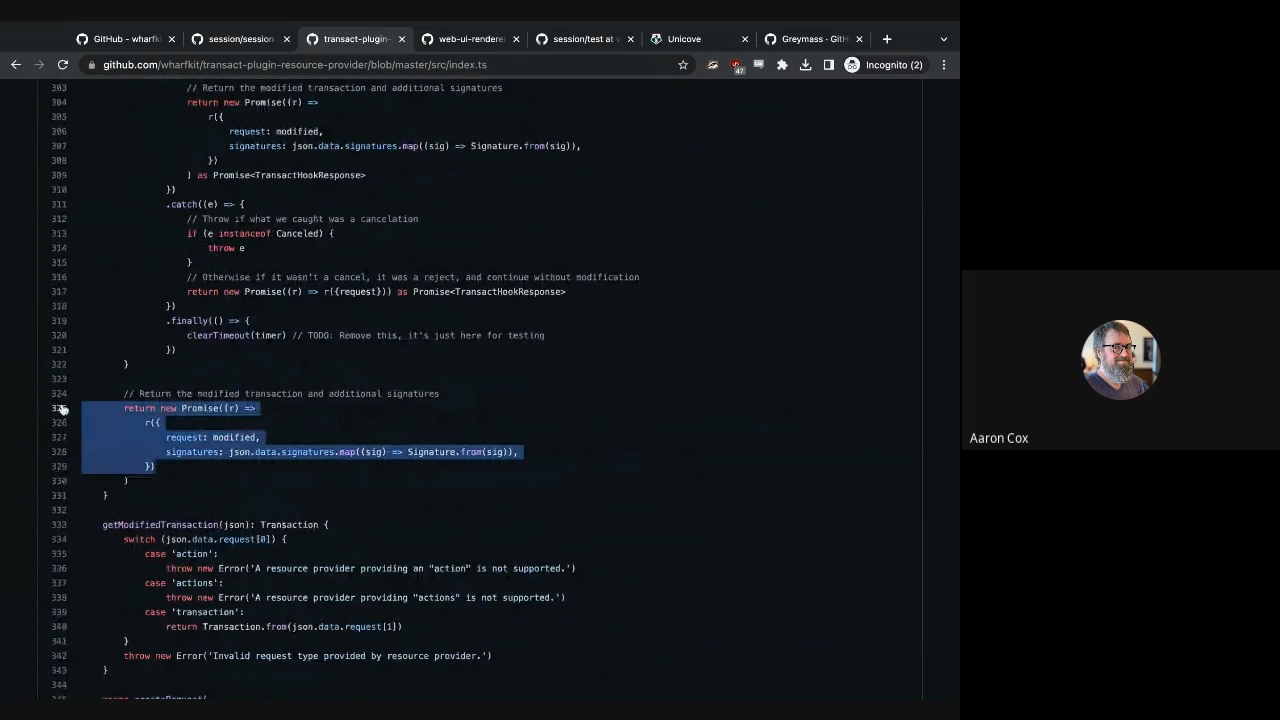 GitHub - wharfki
session/session.
transact-plugin-
web-ui-renderer
session/test at v
Unicove
Greymass · GitH
github.com/wharfkit/transact-plugin-resource-provider/blob/master/src/index.ts
47
Incognito (2)
303 // Return the modified transaction and additional signatures
304 return new Promise((r) =>
305 r({
306 request: modified,
307 signatures: json.data.signatures.map((sig) => Signature.from(sig)),
308 })
309 ) as Promise<TransactHookResponse>
310 })
311 .catch((e) => {
312 // Throw if what we caught was a cancelation
313 if (e instanceof Canceled) {
314 throw e
315 }
316 // Otherwise if it wasn't a cancel, it was a reject, and continue without modification
317 return new Promise((r) => r({request})) as Promise<TransactHookResponse>
318 })
319 .finally(() => {
320 clearTimeout(timer) // TODO: Remove this, it's just here for testing
321 })
322 }
323
324 // Return the modified transaction and additional signatures
325 return new Promise((r) =>
326 r({
327 request: modified,
328 signatures: json.data.signatures.map((sig) => Signature.from(sig)),
329 })
330 )
331 }
332
333 getModifiedTransaction(json): Transaction {
334 switch (json.data.request[0]) {
335 case 'action':
336 throw new Error('A resource provider providing an "action" is not supported.')
337 case 'actions':
338 throw new Error('A resource provider providing "actions" is not supported.')
339 case 'transaction':
340 return Transaction.from(json.data.request[1])
341 }
342 throw new Error('Invalid request type provided by resource provider.')
343 }
344
Aaron Cox